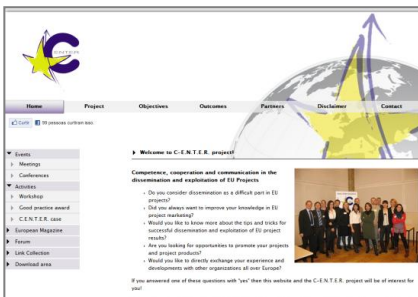 Home Project Objectives Outcomes Partners Disclaimer Contact
Curtir 39 pessoas curtiram isso.
Events
Meetings
Conferences
Activities
Workshop
Good practice award
C.E.N.T.E.R. case
European Magazine
Forum
Link Collection
Download area
Welcome to C-E.N.T.E.R. project!
Competence, cooperation and communication in the
dissemination and exploitation of EU Projects
Do you consider dissemination as a difficult part in EU
projects?
Did you always want to improve your knowledge in EU
project marketing?
Would you like to know more about the tips and tricks for
successful dissemination and exploitation of EU project
results?
Are you looking for opportunities to promote your projects
and project products?
Would you like to directly exchange your experience and
developments with other organizations all over Europe?
If you answered one of these questions with "yes" then this website and the C-E.N.T.E.R. project will be of interest for
you!